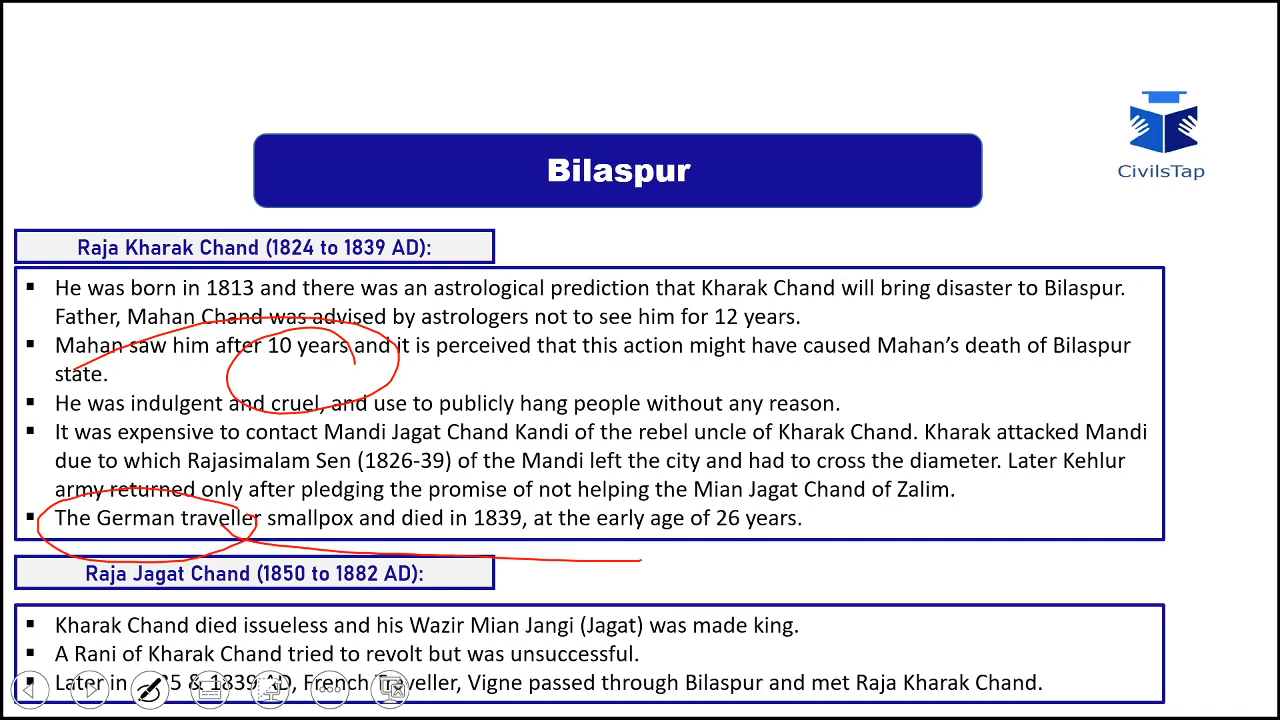 CivilsTap
Bilaspur
Raja Kharak Chand (1824 to 1839 AD):
▪ He was born in 1813 and there was an astrological prediction that Kharak Chand will bring disaster to Bilaspur.
Father, Mahan Chand was advised by astrologers not to see him for 12 years.
▪ Mahan saw him after 10 years and it is perceived that this action might have caused Mahan’s death of Bilaspur
state.
▪ He was indulgent and cruel, and use to publicly hang people without any reason.
▪ It was expensive to contact Mandi Jagat Chand Kandi of the rebel uncle of Kharak Chand. Kharak attacked Mandi
due to which Rajasimalam Sen (1826-39) of the Mandi left the city and had to cross the diameter. Later Kehlur
army returned only after pledging the promise of not helping the Mian Jagat Chand of Zalim.
▪ The German traveller smallpox and died in 1839, at the early age of 26 years.
Raja Jagat Chand (1850 to 1882 AD):
▪ Kharak Chand died issueless and his Wazir Mian Jangi (Jagat) was made king.
▪ A Rani of Kharak Chand tried to revolt but was unsuccessful.
▪ Later in & 1839 AD, French Traveller, Vigne passed through Bilaspur and met Raja Kharak Chand.